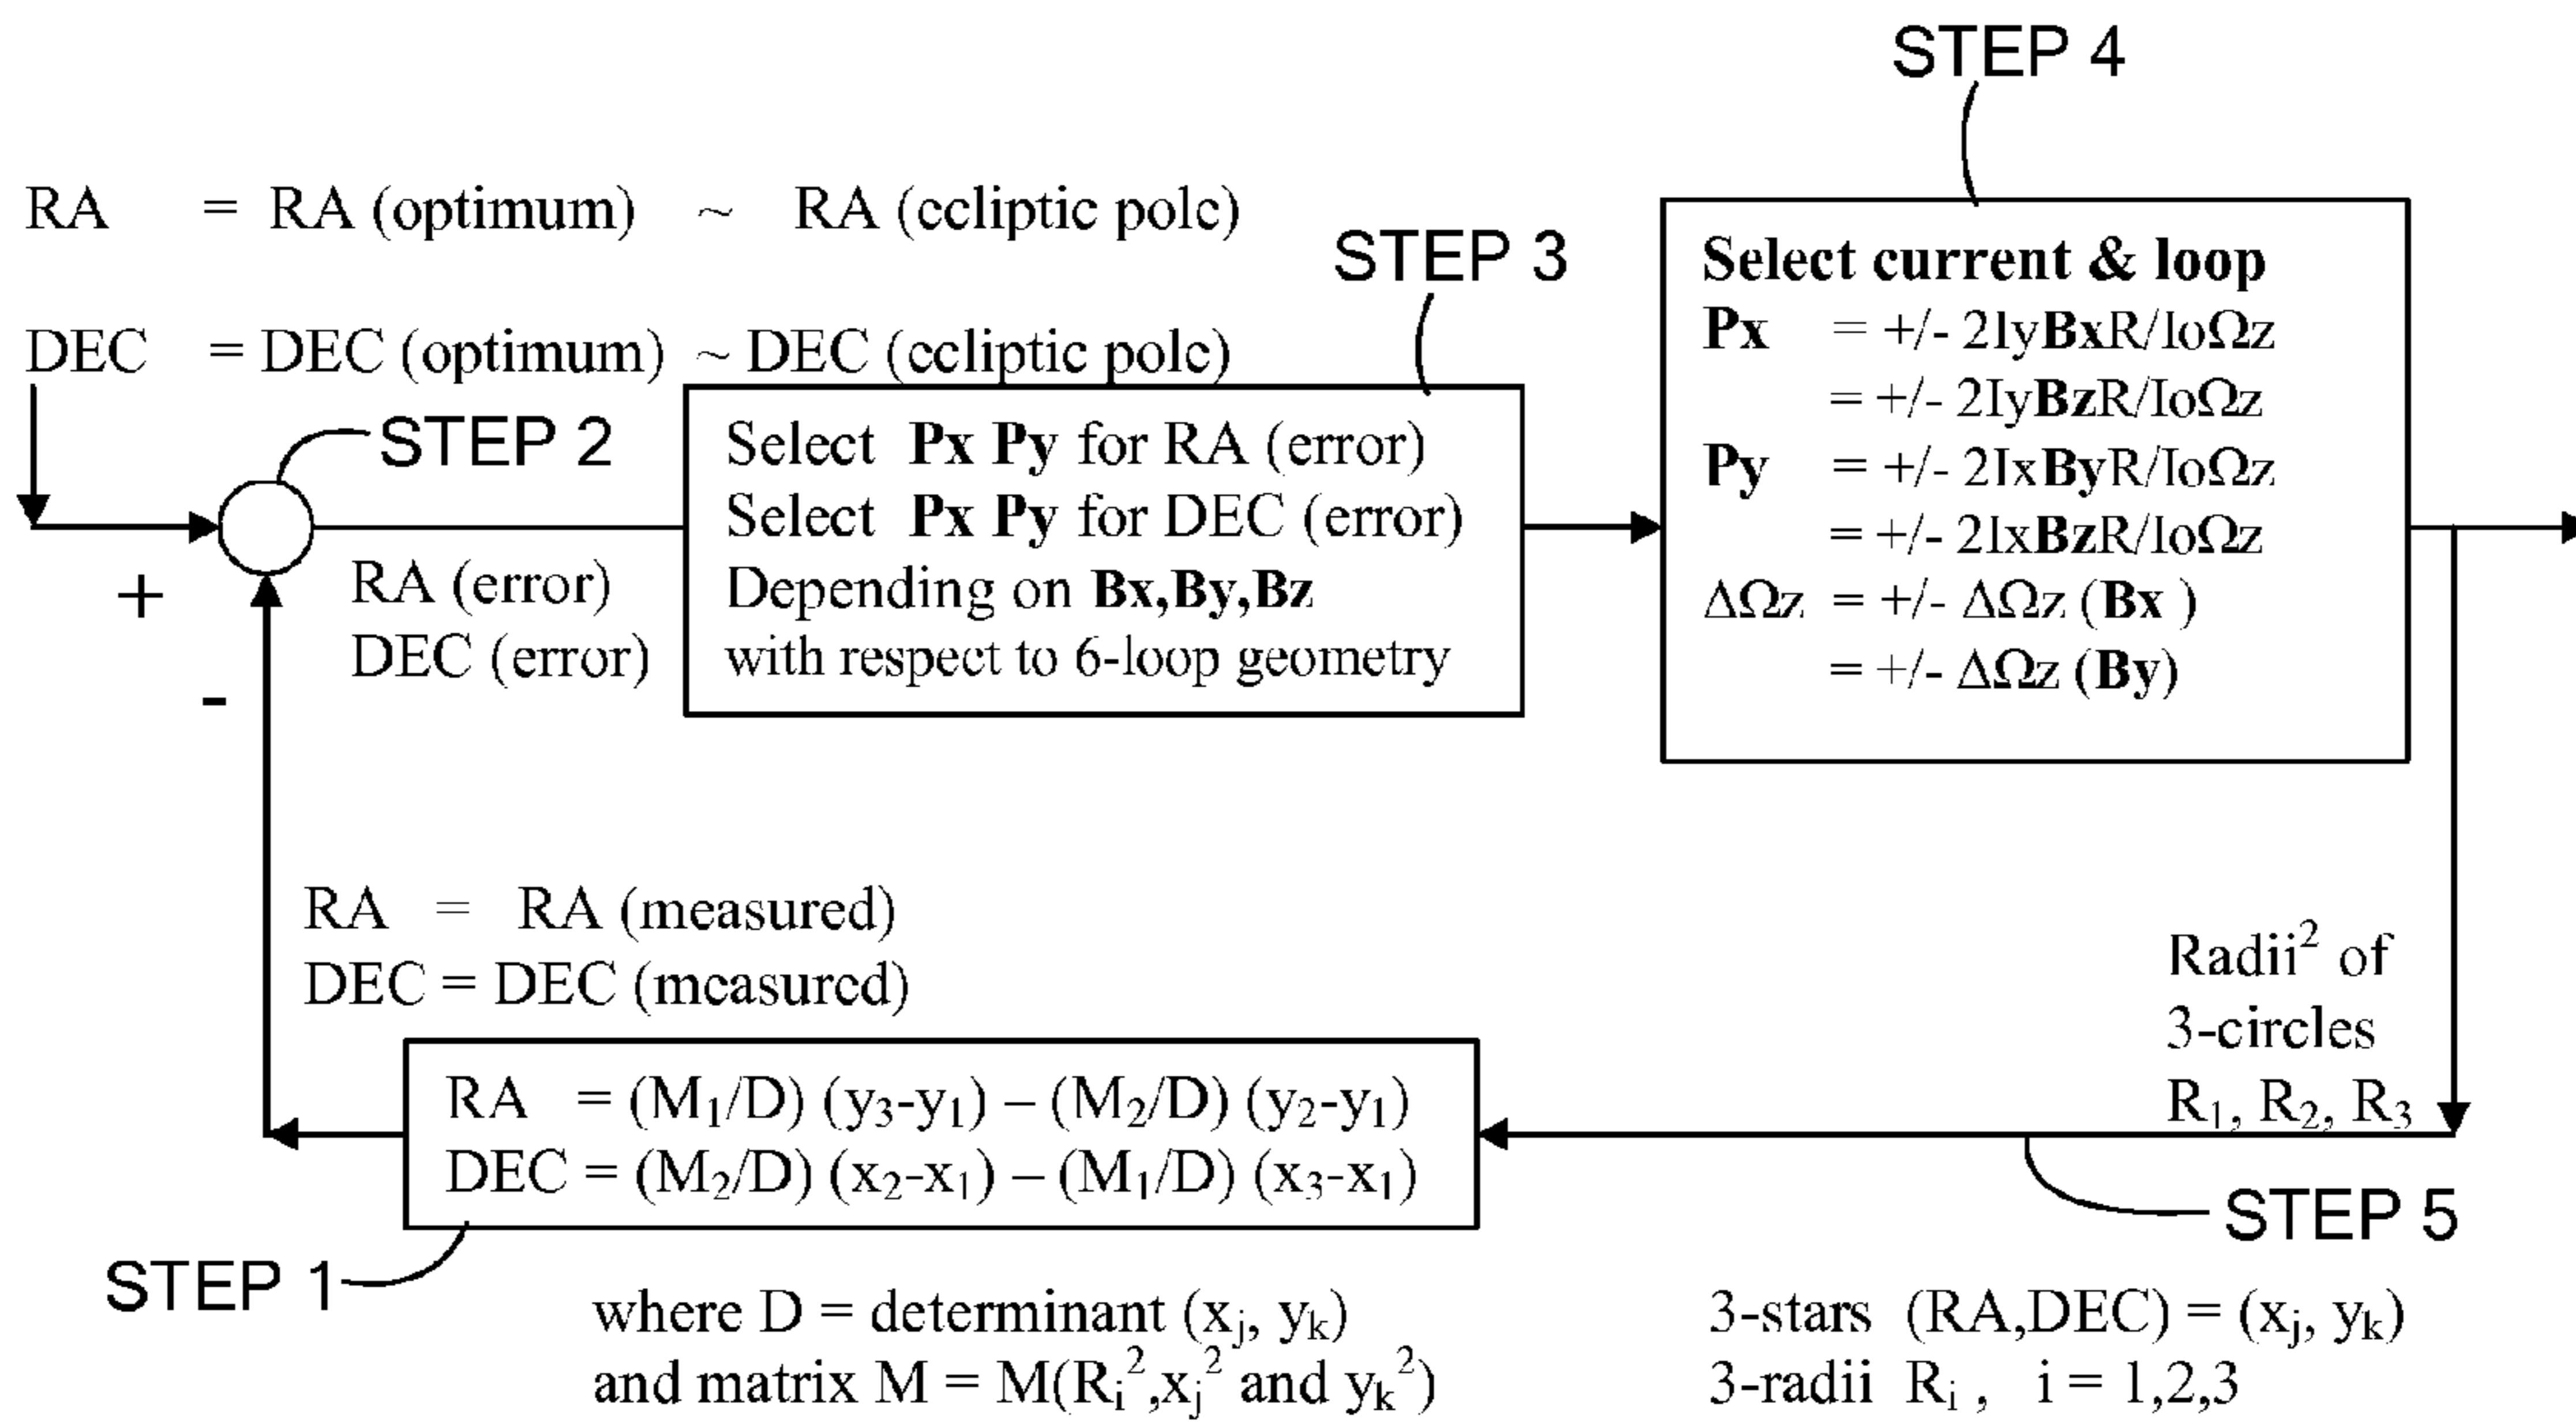 STEP 4
RA = RA (optimum) ~ RA (ecliptic pole)
STEP 3
DEC = DEC (optimum) ~ DEC (ecliptic pole)
STEP 2
Select Px Py for RA (error)
Select Px Py for DEC (error)
Depending on Bx,By,Bz
with respect to 6-loop geometry
Select current & loop
Px = +/- 2IyBxR/IoΩz
= +/- 2IyBzR/IoΩz
Py = +/- 2IxByR/IoΩz
= +/- 2IxBzR/IoΩz
ΔΩz = +/- ΔΩz (Bx )
= +/- ΔΩz (By)
+
-
RA (error)
DEC (error)
RA = RA (measured)
DEC = DEC (measured)
Radii² of
3-circles
R₁, R₂, R₃
RA = (M₁/D) (y₃-y₁) – (M₂/D) (y₂-y₁)
DEC = (M₂/D) (x₂-x₁) – (M₁/D) (x₃-x₁)
STEP 5
STEP 1
where D = determinant (xⱼ, yₖ)
and matrix M = M(Rᵢ²,xⱼ² and yₖ²)
3-stars (RA,DEC) = (xⱼ, yₖ)
3-radii Rᵢ , i = 1,2,3